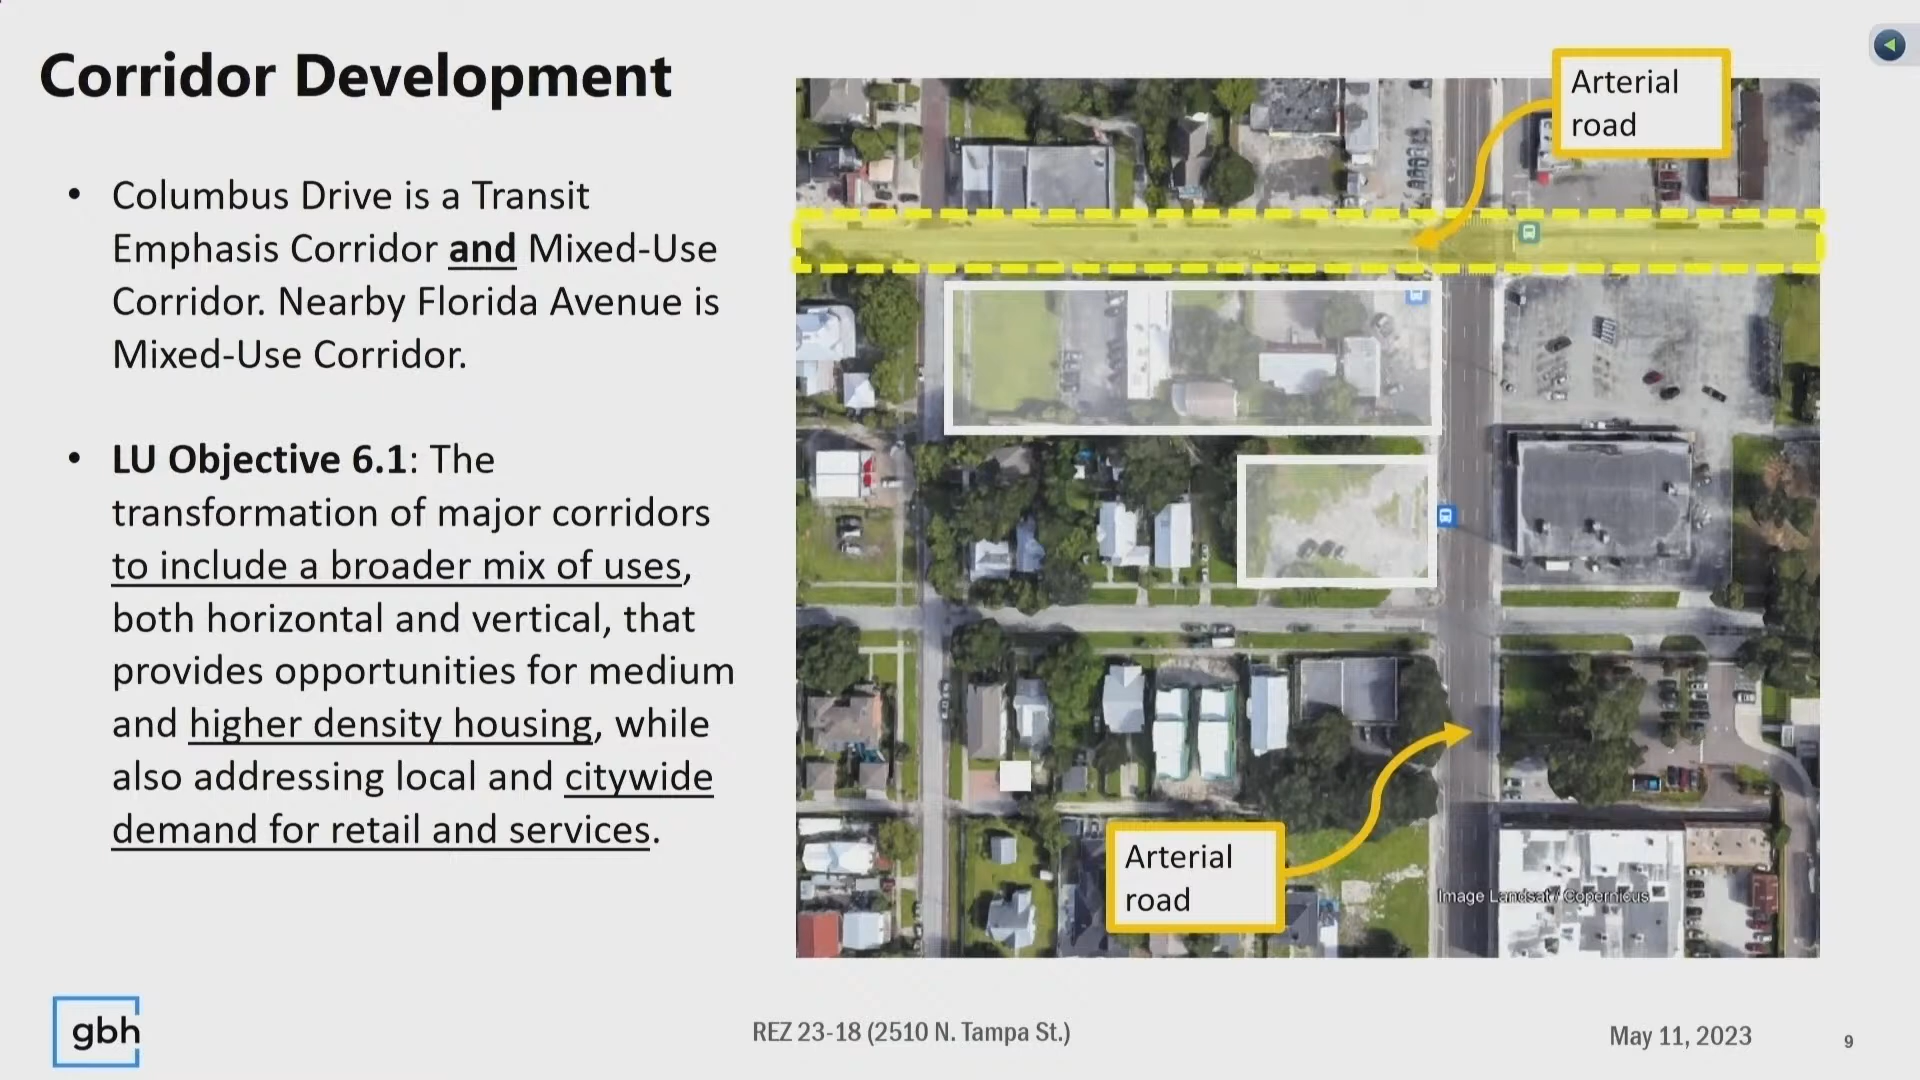 Corridor Development
• Columbus Drive is a Transit
Emphasis Corridor and Mixed-Use
Corridor. Nearby Florida Avenue is
Mixed-Use Corridor.
• LU Objective 6.1: The
transformation of major corridors
to include a broader mix of uses,
both horizontal and vertical, that
provides opportunities for medium
and higher density housing, while
also addressing local and citywide
demand for retail and services.
Arterial
road
Arterial
road
Image Landsat / Copernicus
gbh
REZ 23-18 (2510 N. Tampa St.)
May 11, 2023
9